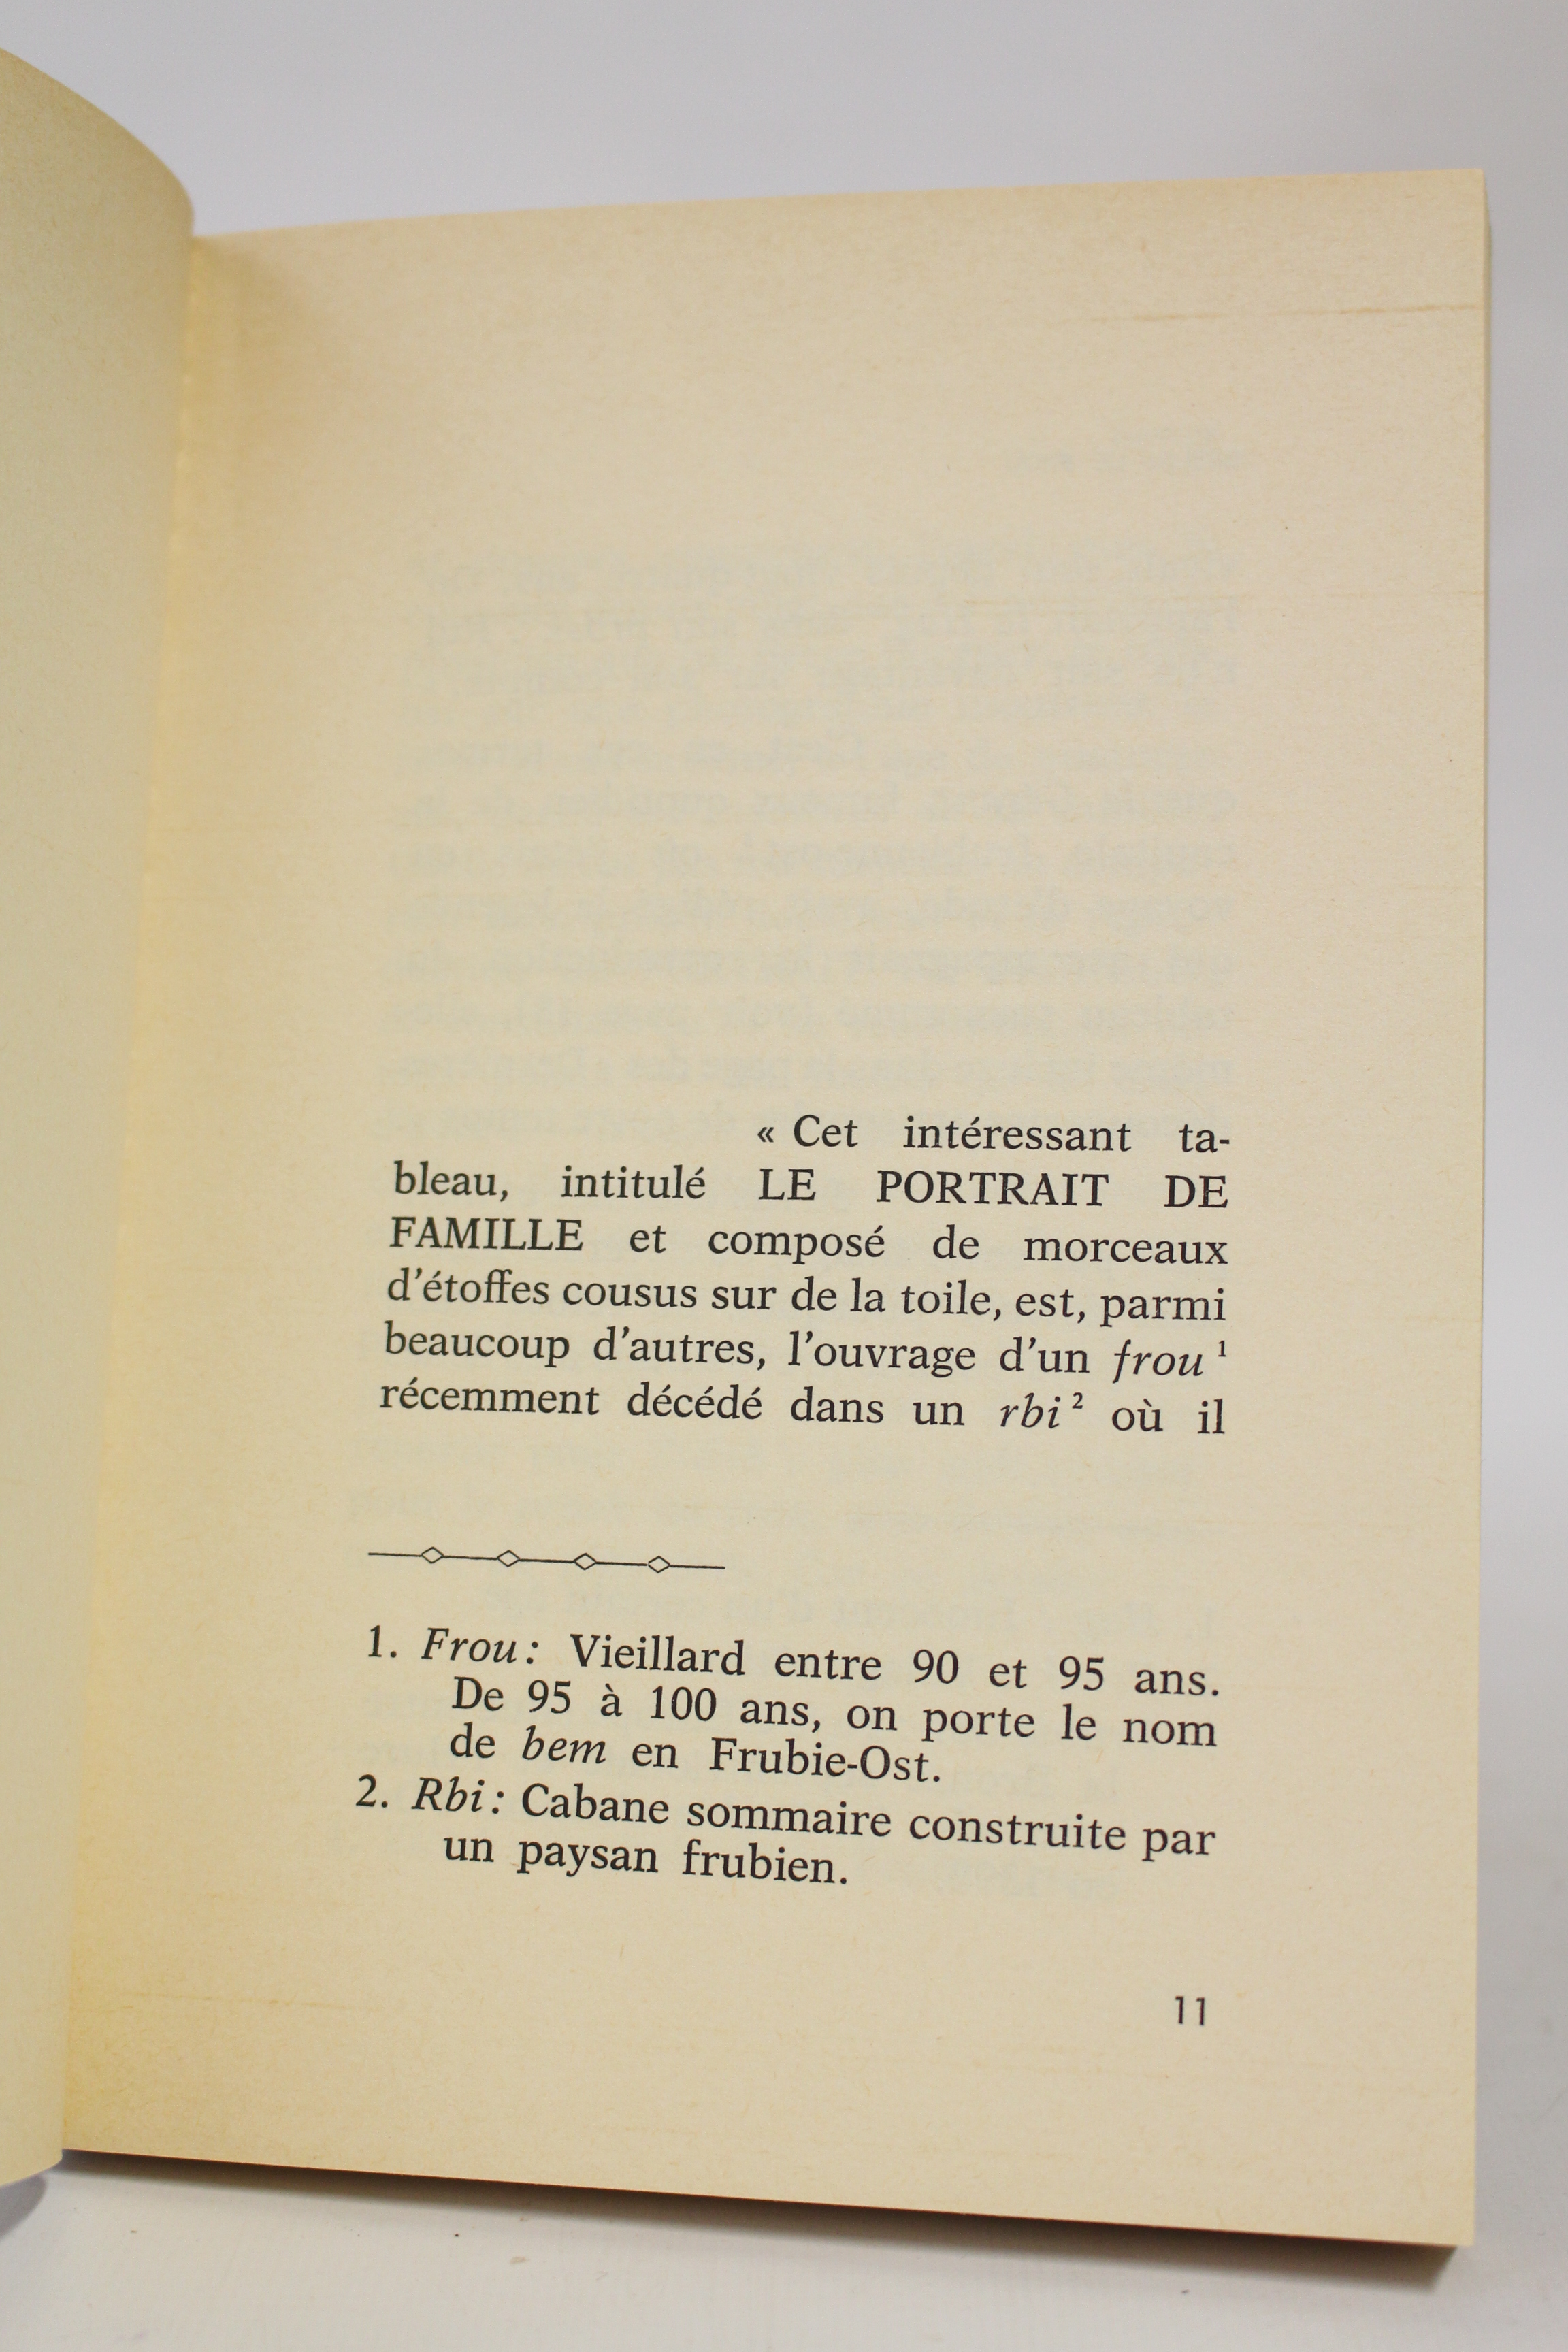 « Cet intéressant ta-
bleau, intitulé LE PORTRAIT DE
FAMILLE et composé de morceaux
d'étoffes cousus sur de la toile, est, parmi
beaucoup d'autres, l'ouvrage d'un frou ¹
récemment décédé dans un rbi ² où il
1. Frou : Vieillard entre 90 et 95 ans.
De 95 à 100 ans, on porte le nom
de bem en Frubie-Ost.
2. Rbi : Cabane sommaire construite par
un paysan frubien.
11